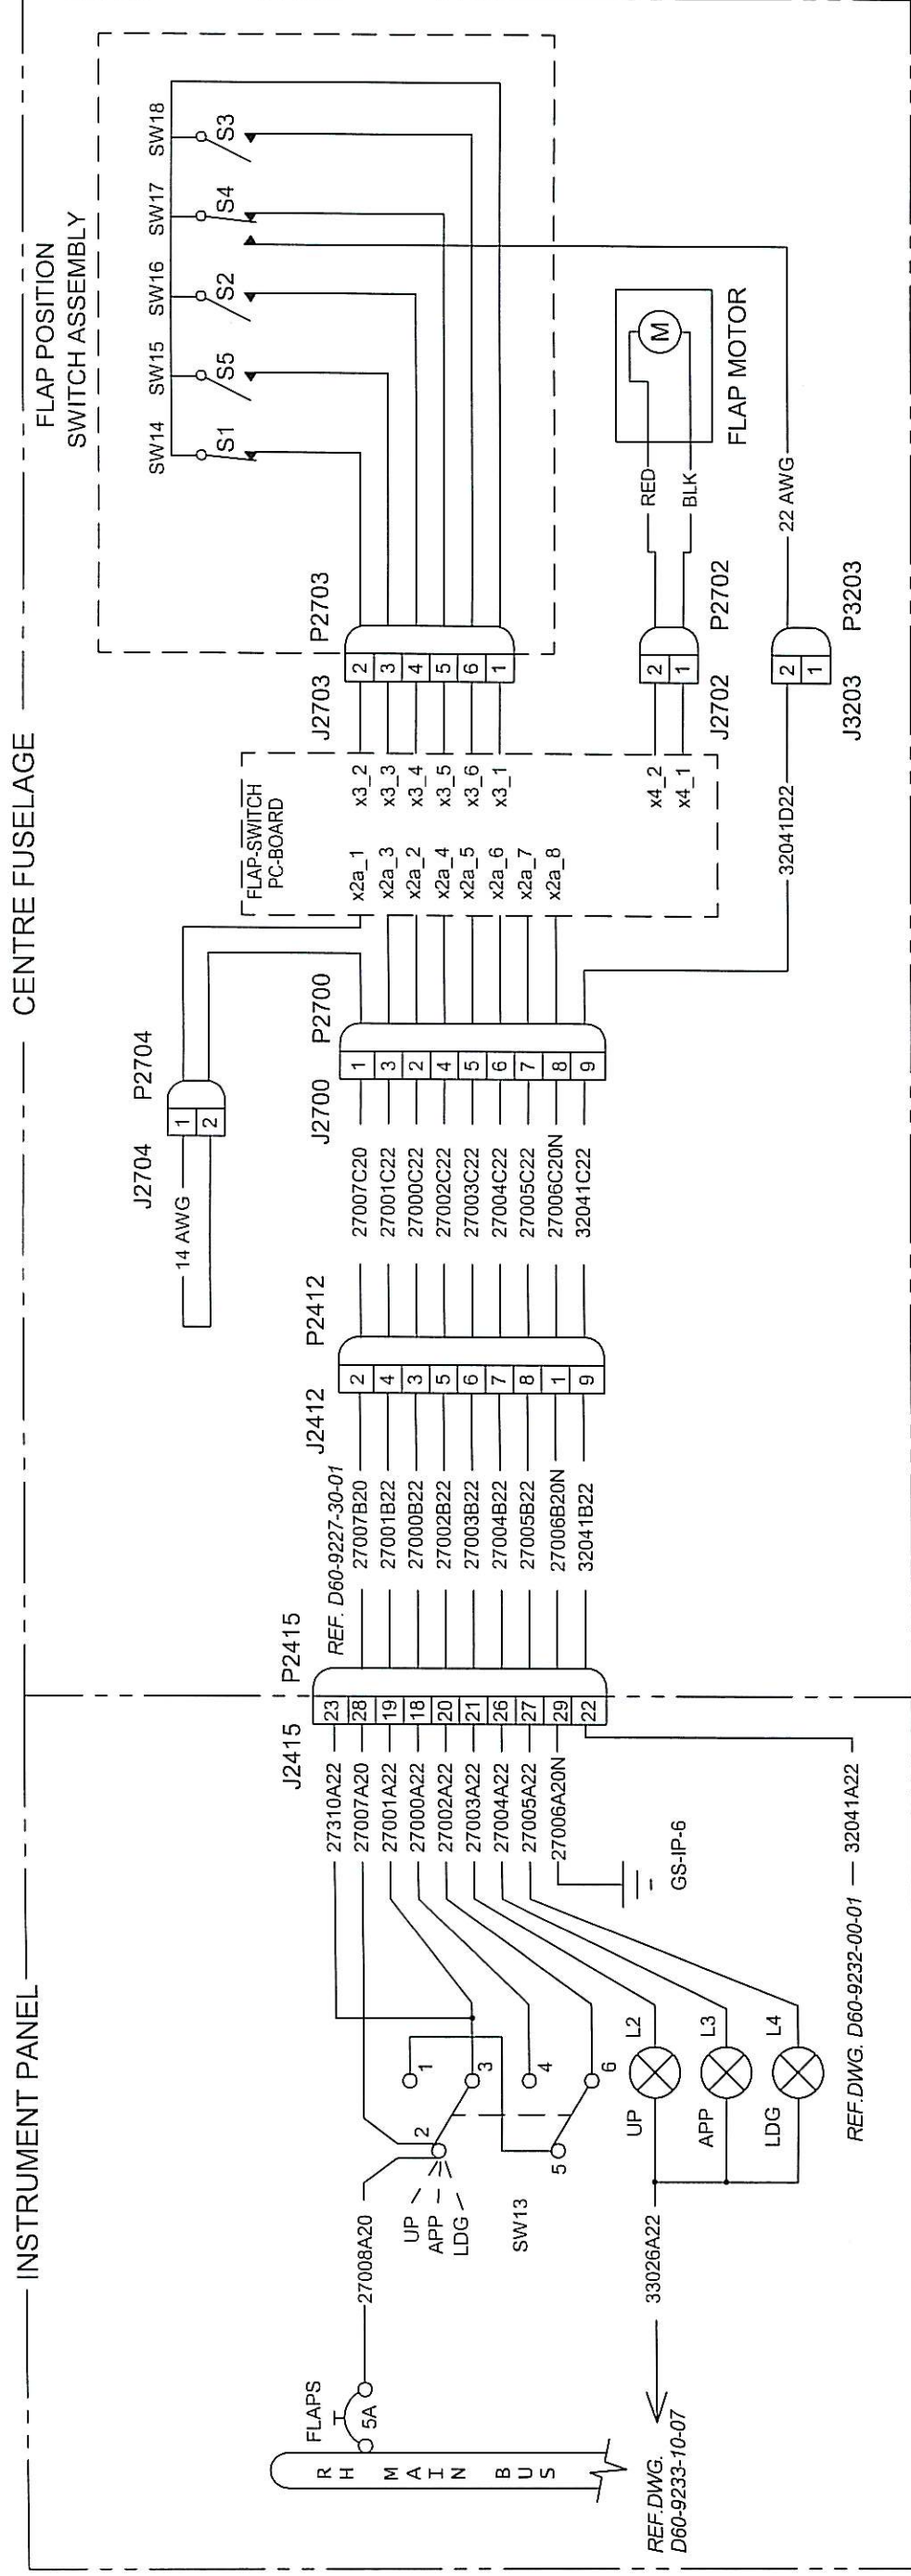 INSTRUMENT PANEL
CENTRE FUSELAGE
RH MAIN BUS
FLAPS
5A
27008A20
UP
APP
LDG
SW13
1
2
3
4
5
6
REF.DWG.
D60-9233-10-07
33026A22
UP
APP
LDG
L2
L3
L4
REF.DWG. D60-9232-00-01
32041A22
GS-IP-6
27310A22
27007A20
27001A22
27000A22
27002A22
27003A22
27004A22
27005A22
27006A20N
J2415
P2415
23
28
19
18
20
21
26
27
29
22
REF. D60-9227-30-01
27007B20
27001B22
27000B22
27002B22
27003B22
27004B22
27005B22
27006B20N
32041B22
J2412
P2412
2
4
3
5
6
7
8
1
9
27007C20
27001C22
27000C22
27002C22
27003C22
27004C22
27005C22
27006C20N
32041C22
J2700
P2700
1
3
2
4
5
6
7
8
9
14 AWG
J2704
P2704
1
2
FLAP-SWITCH
PC-BOARD
x2a_1
x2a_3
x2a_2
x2a_4
x2a_5
x2a_6
x2a_7
x2a_8
x3_2
x3_3
x3_4
x3_5
x3_6
x3_1
x4_2
x4_1
J2703
P2703
2
3
4
5
6
1
J2702
P2702
2
1
RED
BLK
M
FLAP MOTOR
32041D22
J3203
P3203
2
1
22 AWG
FLAP POSITION
SWITCH ASSEMBLY
SW14
SW15
SW16
SW17
SW18
S1
S5
S2
S4
S3